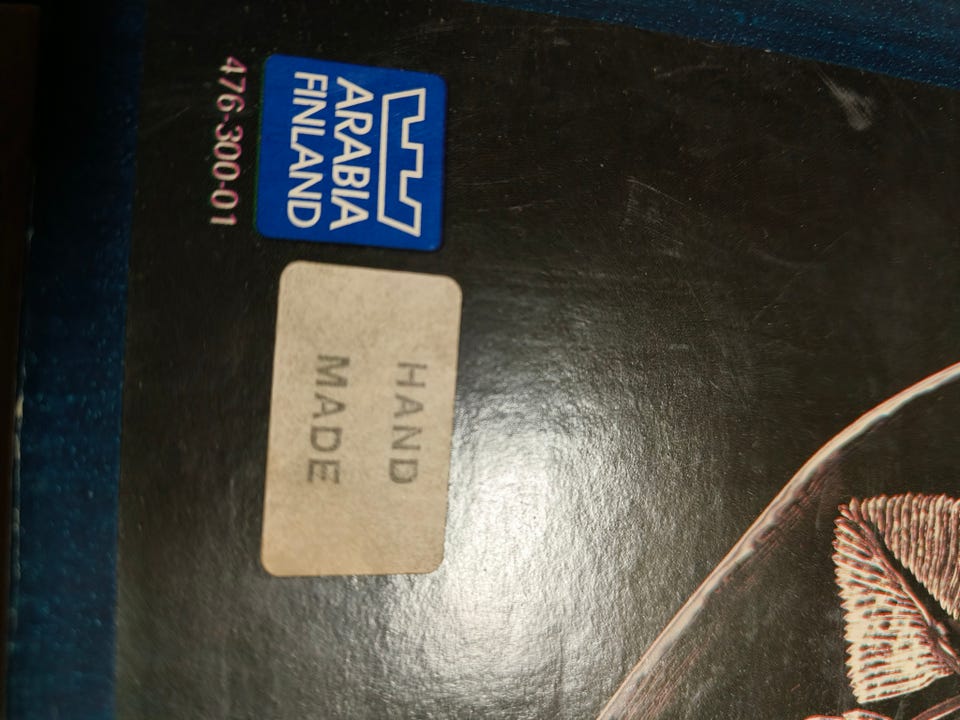 ARABIA
FINLAND
476-300-01
HAND
MADE